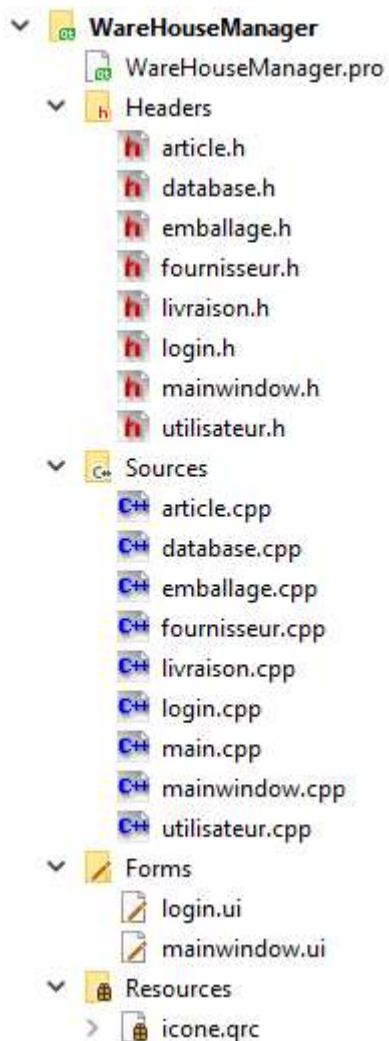 WareHouseManager
WareHouseManager.pro
Headers
article.h
database.h
emballage.h
fournisseur.h
livraison.h
login.h
mainwindow.h
utilisateur.h
Sources
article.cpp
database.cpp
emballage.cpp
fournisseur.cpp
livraison.cpp
login.cpp
main.cpp
mainwindow.cpp
utilisateur.cpp
Forms
login.ui
mainwindow.ui
Resources
icone.qrc